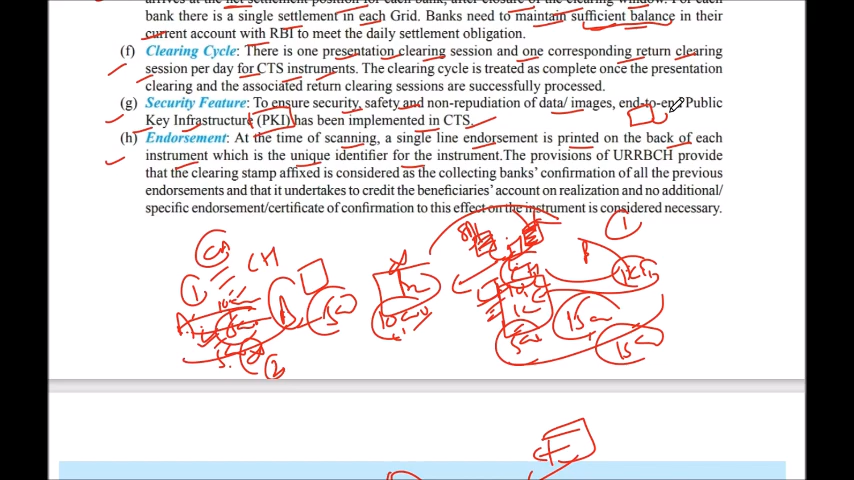 arrives at the net settlement position for each bank, after closure of the clearing window. For each
bank there is a single settlement in each Grid. Banks need to maintain sufficient balance in their
current account with RBI to meet the daily settlement obligation.
(f) Clearing Cycle: There is one presentation clearing session and one corresponding return clearing
session per day for CTS instruments. The clearing cycle is treated as complete once the presentation
clearing and the associated return clearing sessions are successfully processed.
(g) Security Feature: To ensure security, safety and non-repudiation of data/ images, end-to-end Public
Key Infrastructure (PKI) has been implemented in CTS.
(h) Endorsement: At the time of scanning, a single line endorsement is printed on the back of each
instrument which is the unique identifier for the instrument.The provisions of URRBCH provide
that the clearing stamp affixed is considered as the collecting banks' confirmation of all the previous
endorsements and that it undertakes to credit the beneficiaries' account on realization and no additional/
specific endorsement/certificate of confirmation to this effect on the instrument is considered necessary.
CH
1
1
2